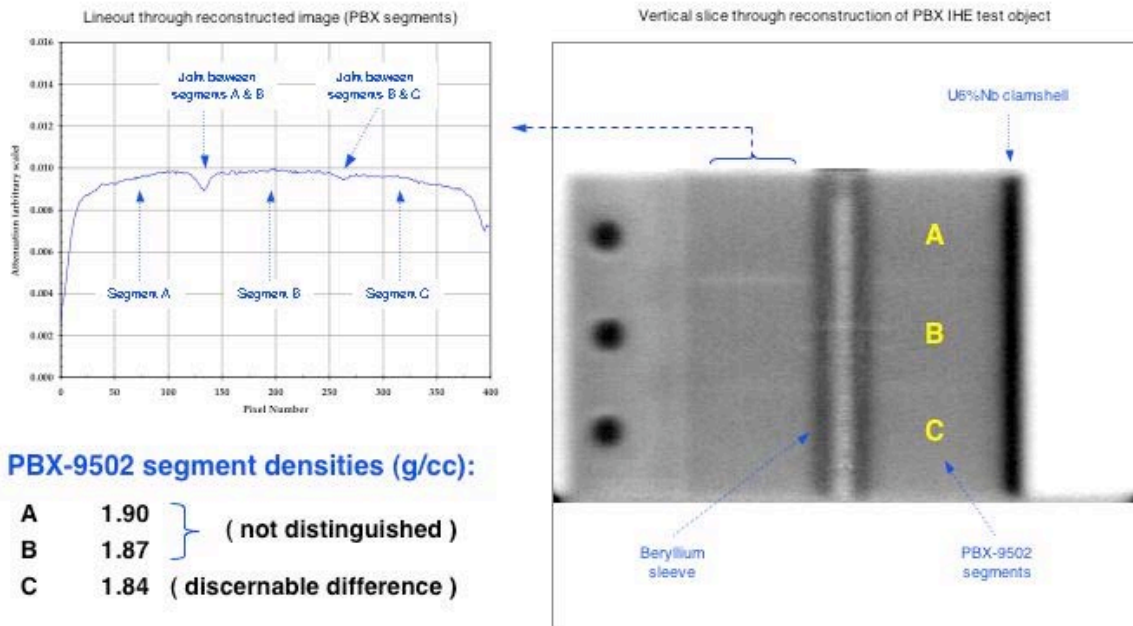 Lineout through reconstructed image (PBX segments)
0.016
0.014
0.012
0.010
0.008
0.006
0.004
0.002
0.000
Attenuation (arbitrary scale)
between
segments A & B
between
segments B & C
Segment A
Segment B
Segment C
0
50
100
150
200
250
300
350
400
Pixel Number
PBX-9502 segment densities (g/cc):
A 1.90
B 1.87
( not distinguished )
C 1.84 ( discernable difference )
Vertical slice through reconstruction of PBX IHE test object
U6%Nb clamshell
A
B
C
Beryllium
sleeve
PBX-9502
segments